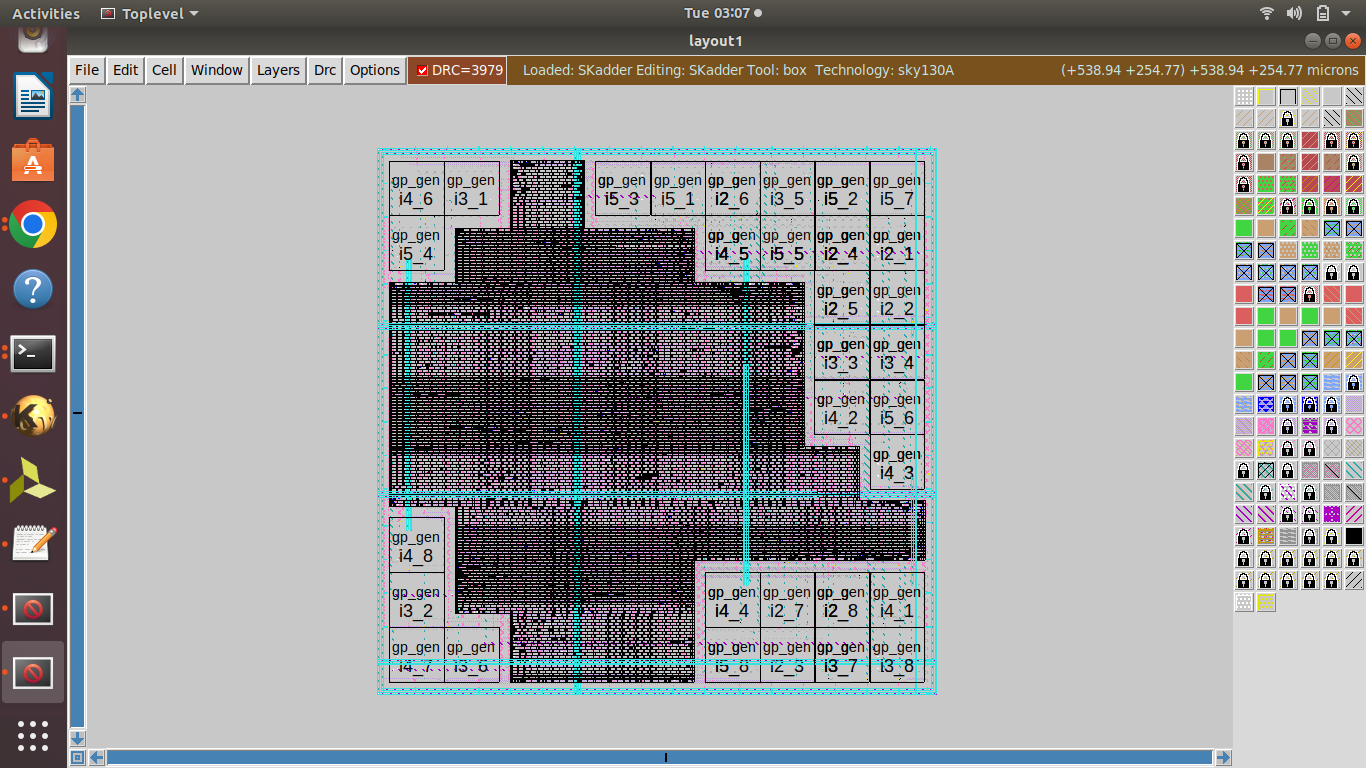 Activities Toplevel Tue 03:07
layout1
File Edit Cell Window Layers Drc Options DRC=3979 Loaded: SKadder Editing: SKadder Tool: box Technology: sky130A (+538.94 +254.77) +538.94 +254.77 microns
gp_gen gp_gen gp_gen gp_gen gp_gen gp_gen gp_gen gp_gen
i4_6 i3_1 i5_3 i5_1 i2_6 i3_5 i5_2 i5_7
gp_gen gp_gen gp_gen gp_gen gp_gen
i5_4 i4_5 i5_5 i2_4 i2_1
gp_gen gp_gen
i2_5 i2_2
gp_gen gp_gen
i3_3 i3_4
gp_gen gp_gen
i4_2 i5_6
gp_gen
i4_3
gp_gen
i4_8
gp_gen gp_gen gp_gen gp_gen gp_gen
i3_2 i4_4 i2_7 i2_8 i4_1
gp_gen gp_gen gp_gen gp_gen gp_gen gp_gen
i4_7 i3_6 i5_8 i2_3 i3_7 i3_8